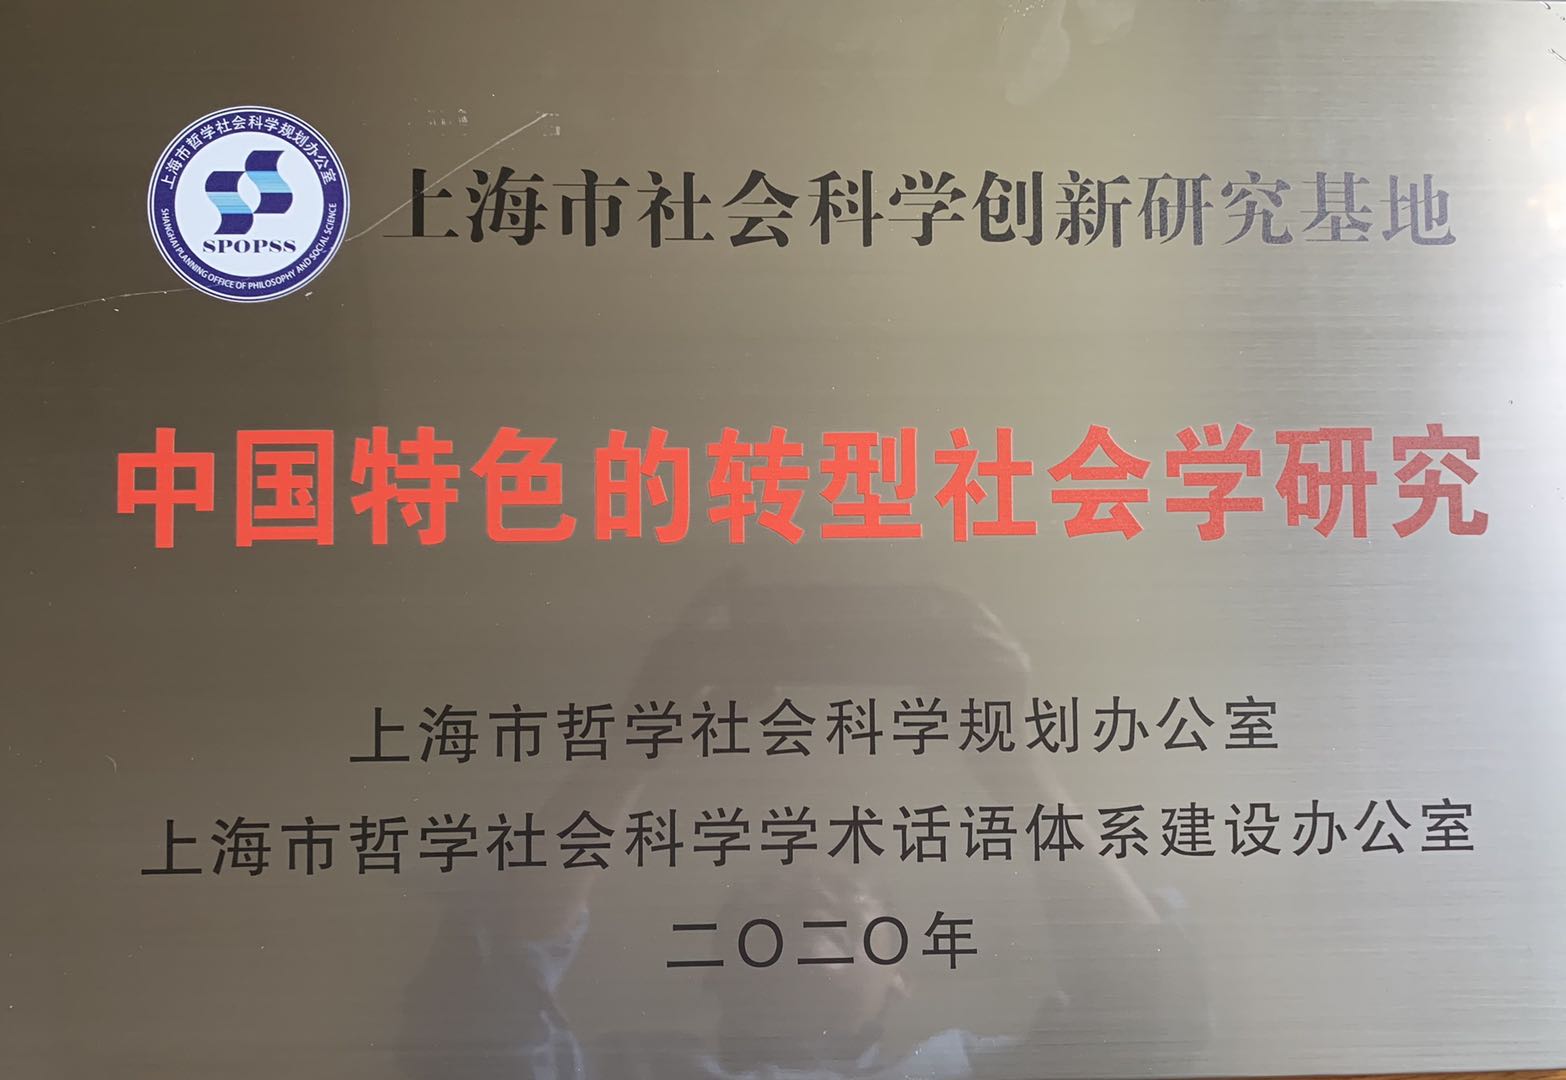 上海市哲学社会科学规划办公室
SPOPSS
SHANGHAI PLANNING OFFICE OF PHILOSOPHY AND SOCIAL SCIENCE
上海市社会科学创新研究基地
中国特色的转型社会学研究
上海市哲学社会科学规划办公室
上海市哲学社会科学学术话语体系建设办公室
二〇二〇年